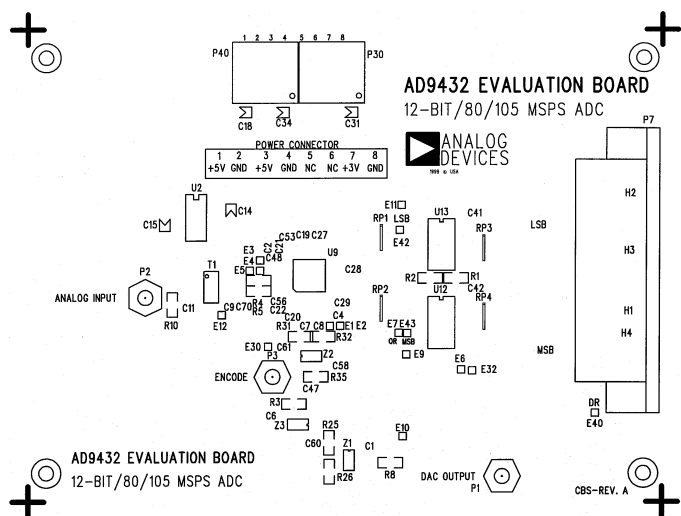 1 2 3 4 5 6 7 8
P40 P30
AD9432 EVALUATION BOARD
12-BIT/80/105 MSPS ADC
C18 C34 C31
P7
ANALOG
DEVICES
1999 in USA
POWER CONNECTOR
1 2 3 4 5 6 7 8
+5V GND +5V GND NC NC +3V GND
U2
C15
C14
E11
LSB
E42
RP1
U13
C41
RP3
LSB
H2
H3
H1
H4
MSB
C53 C19 C27
C21
C2
C48
E3
E4
E5
U9
C28
T1
P2
ANALOG INPUT
C11
R10
E12
C9 C70
R4
R5
C56
C22
C20
C29
C4
E1 E2
R31 C7 C8
R32
R2 R1
U12
C42
RP2
RP4
E7 E43
OR MSB
E9
E6
E32
E30 C61
P3
Z2
ENCODE
C58
R35
C47
R3
C6
Z3
R25
C60
Z1
C1
R26
R8
E10
DR
E40
DAC OUTPUT
P1
AD9432 EVALUATION BOARD
12-BIT/80/105 MSPS ADC
CBS-REV. A